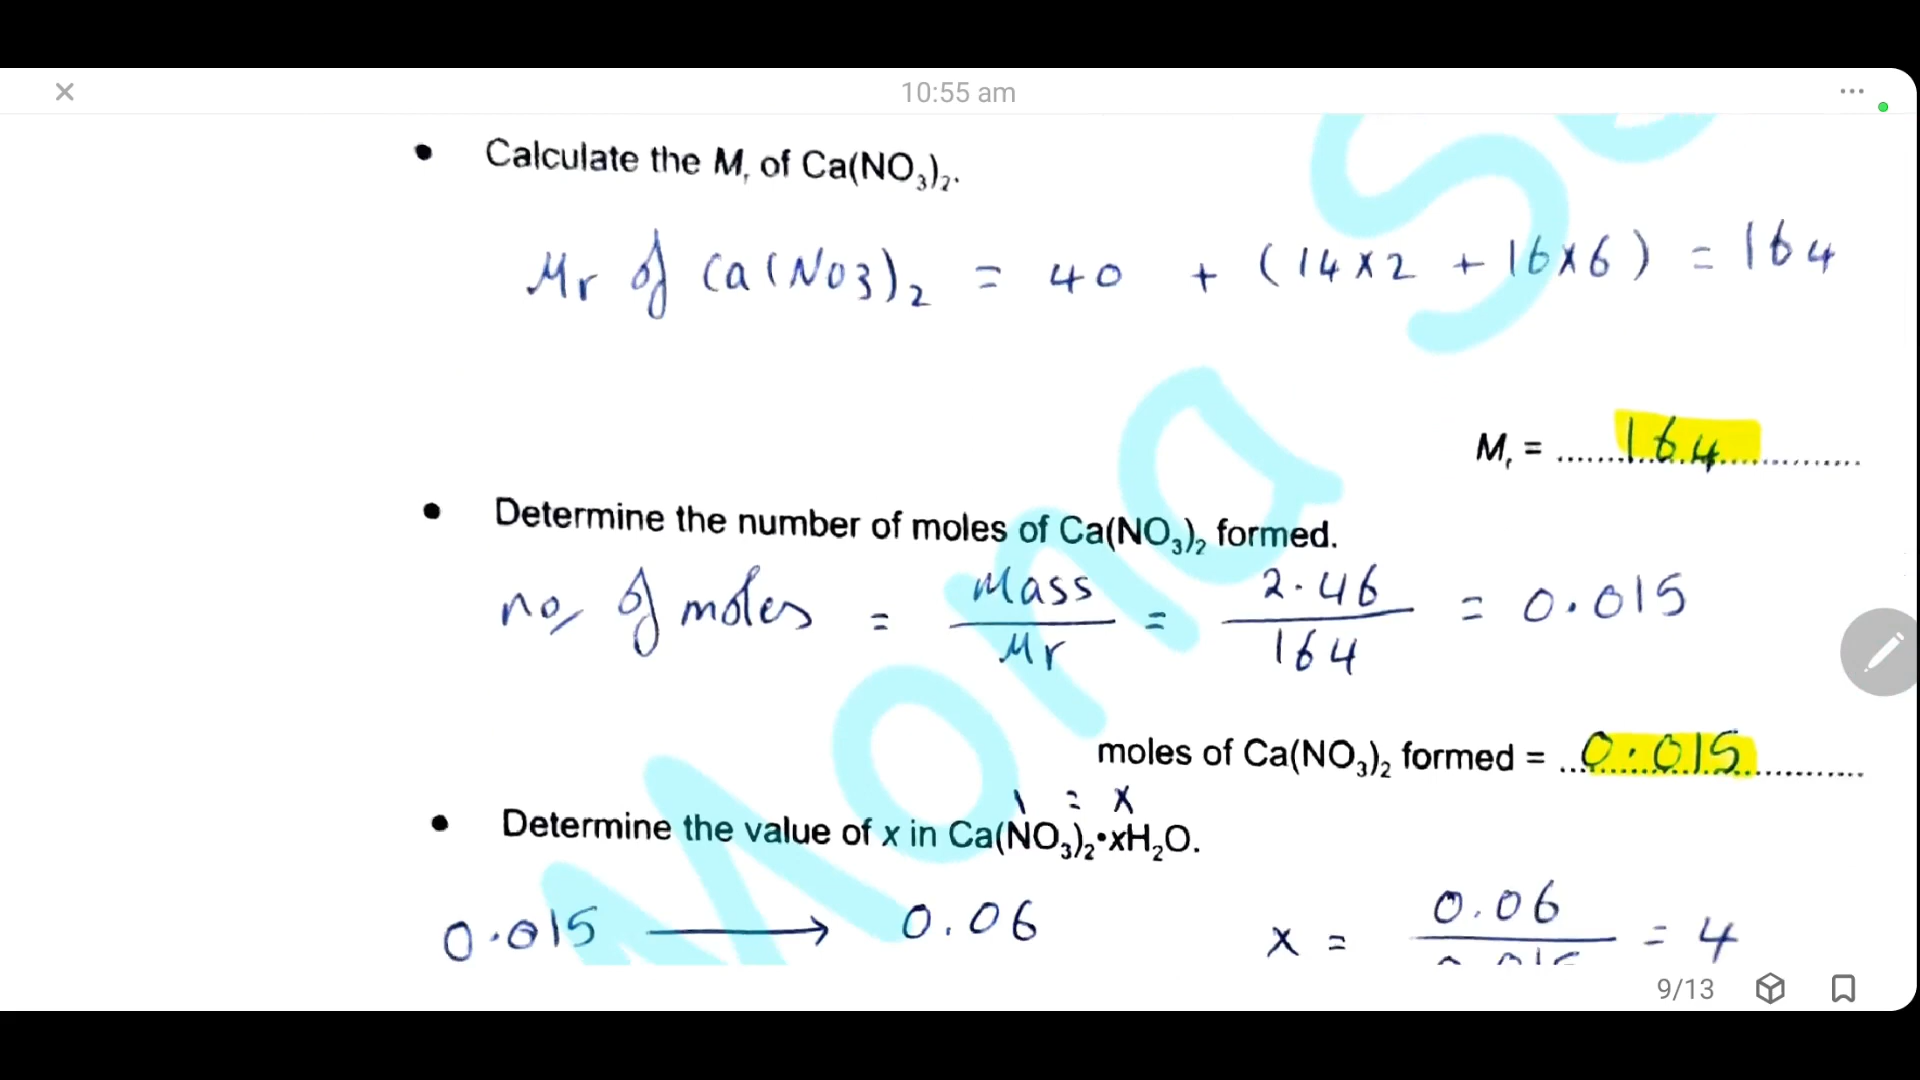 10:55 am
• Calculate the Mr of Ca(NO₃)₂.
Mr of Ca(NO3)₂ = 40 + (14x2 + 16x6) = 164
Mr = ........164................
• Determine the number of moles of Ca(NO₃)₂ formed.
no, of moles = Mass / Mr = 2.46 / 164 = 0.015
moles of Ca(NO₃)₂ formed = ...0.015................
1 = x
• Determine the value of x in Ca(NO₃)₂•xH₂O.
0.015 ⟶ 0.06 x = 0.06 / 0.015 = 4
9/13
Mona